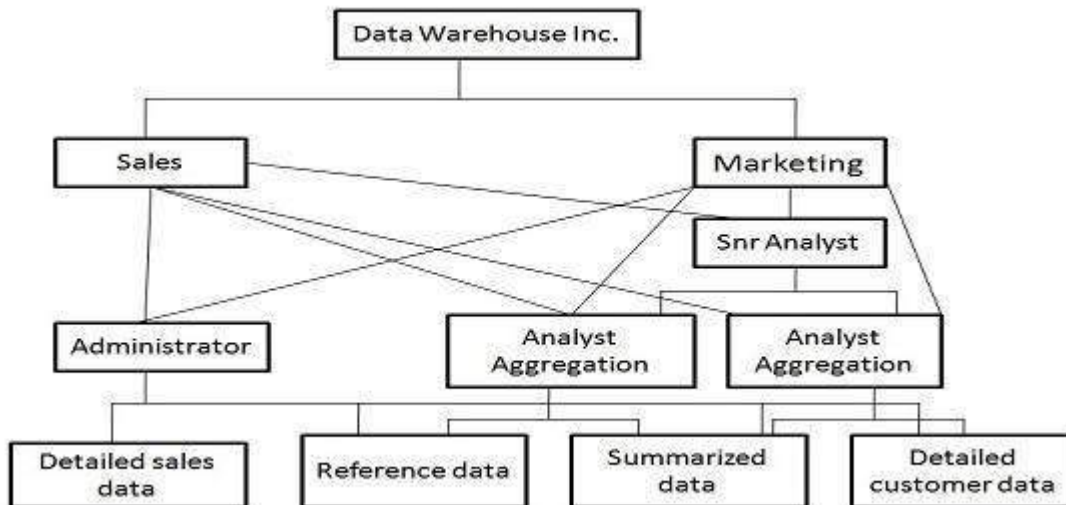 Data Warehouse Inc.
Sales
Marketing
Snr Analyst
Administrator
Analyst
Aggregation
Analyst
Aggregation
Detailed sales
data
Reference data
Summarized
data
Detailed
customer data